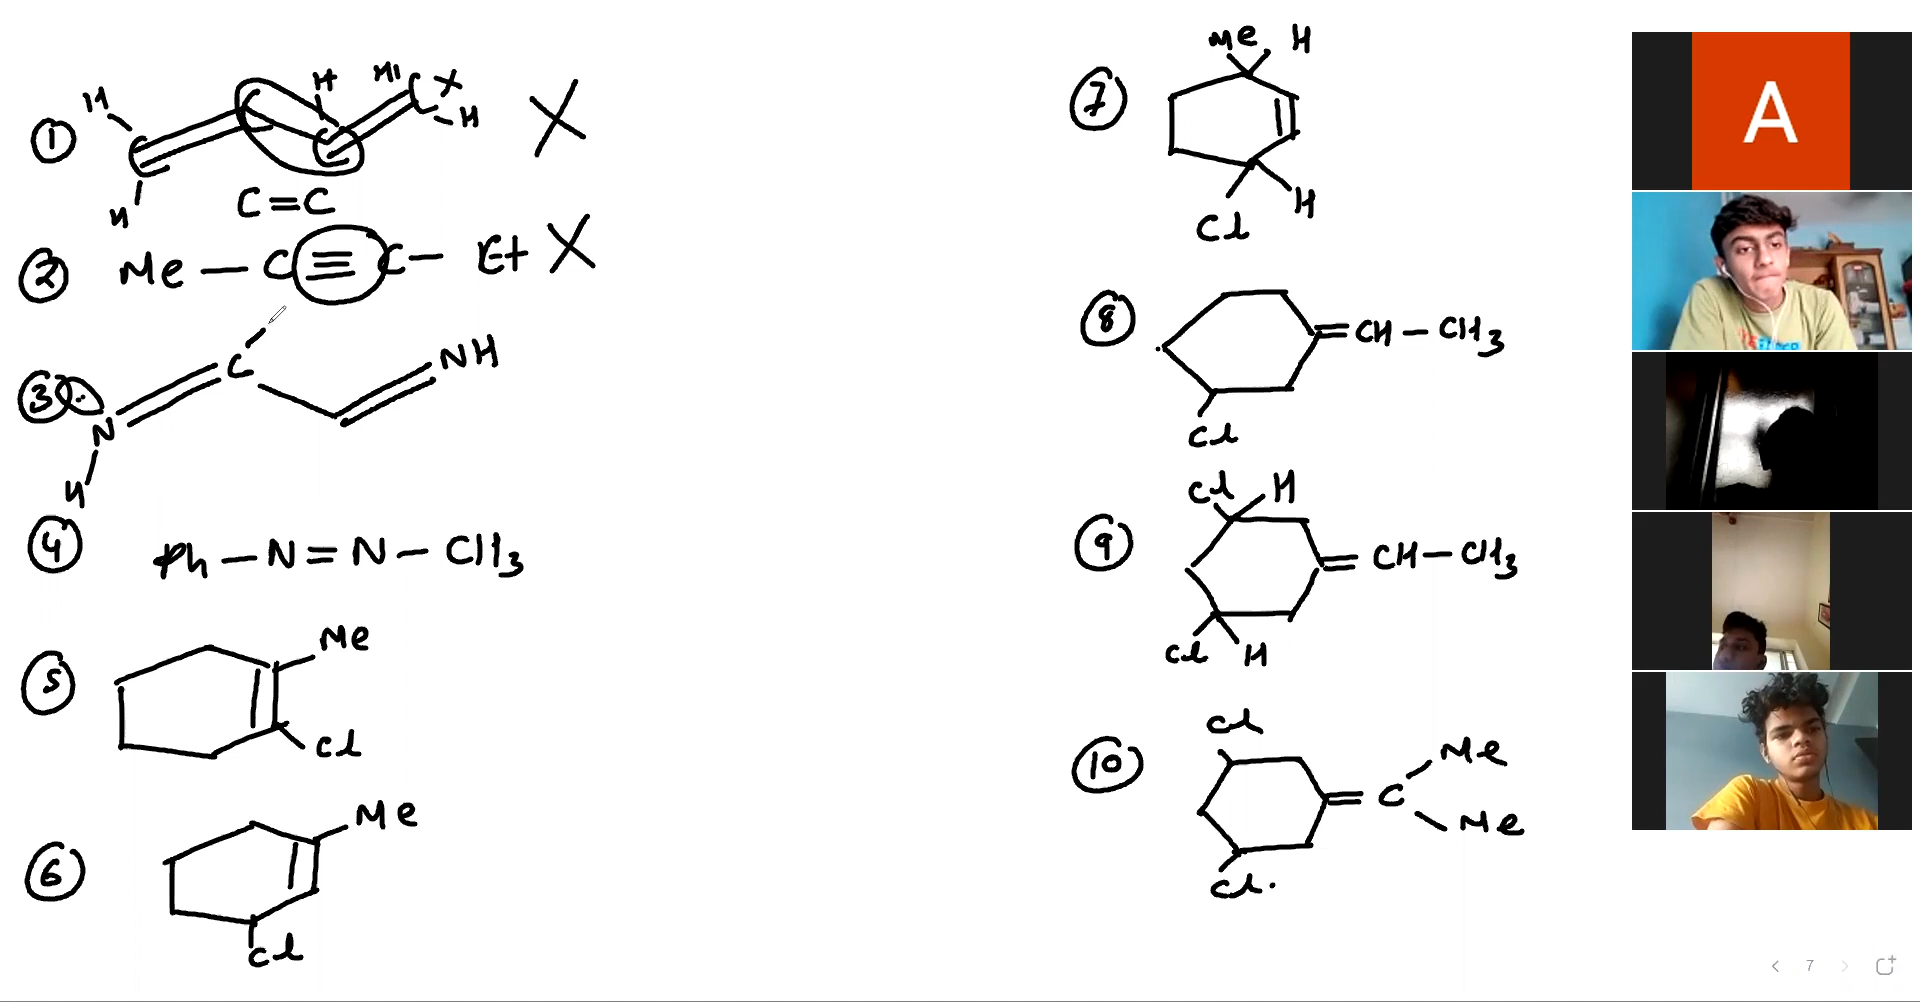 ① H H C=C H H X H X
② Me — C ≡ C — Et X
③ N H C NH
④ Ph — N = N — CH3
⑤ Me Cl
⑥ Me Cl
⑦ Me H H Cl
⑧ = CH — CH3 Cl
⑨ Cl H = CH — CH3 Cl H
⑩ Cl = C Me Me Cl.
A
7